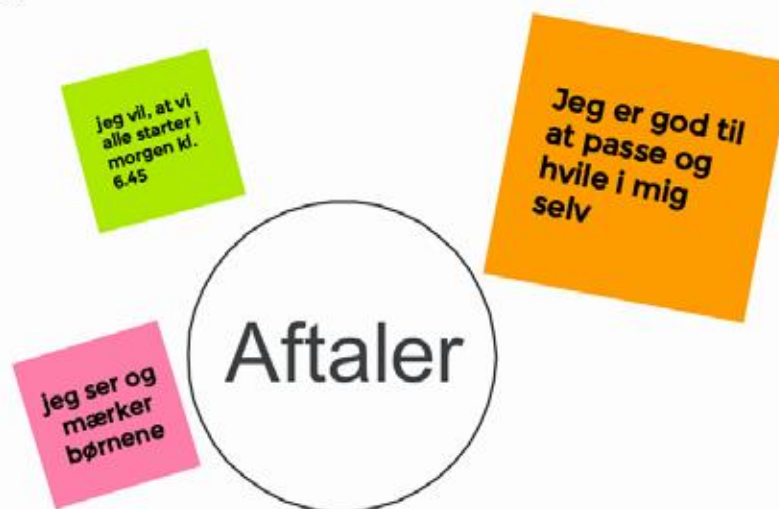 jeg vil, at vi
alle starter i
morgen kl.
6.45
Jeg er god til
at passe og
hvile i mig
selv
Aftaler
jeg ser og
mærker
børnene